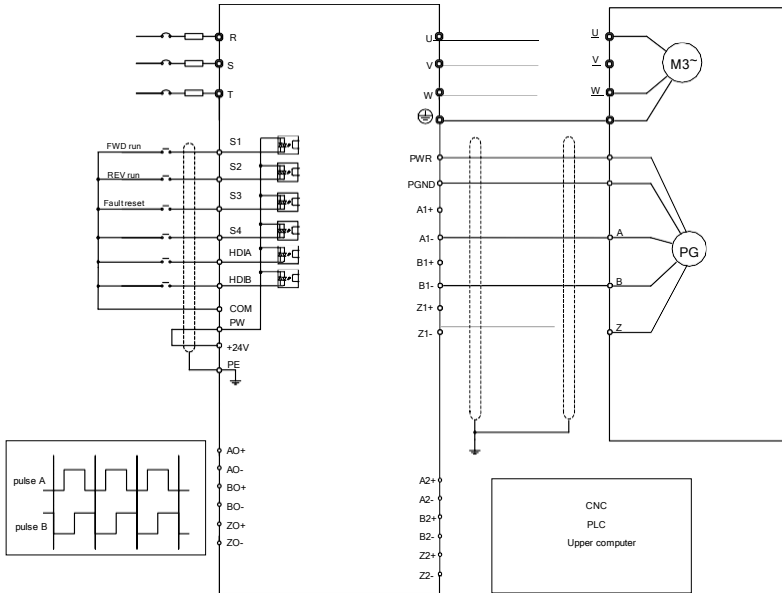 R
S
T
U
V
W
U
V
W
M3~
FWD run
S1
REV run
S2
Fault reset
S3
S4
HDIA
HDIB
COM
PW
+24V
PE
PWR
PGND
A1+
A1-
B1+
B1-
Z1+
Z1-
A
B
Z
PG
pulse A
pulse B
AO+
AO-
BO+
BO-
ZO+
ZO-
A2+
A2-
B2+
B2-
Z2+
Z2-
CNC
PLC
Upper computer